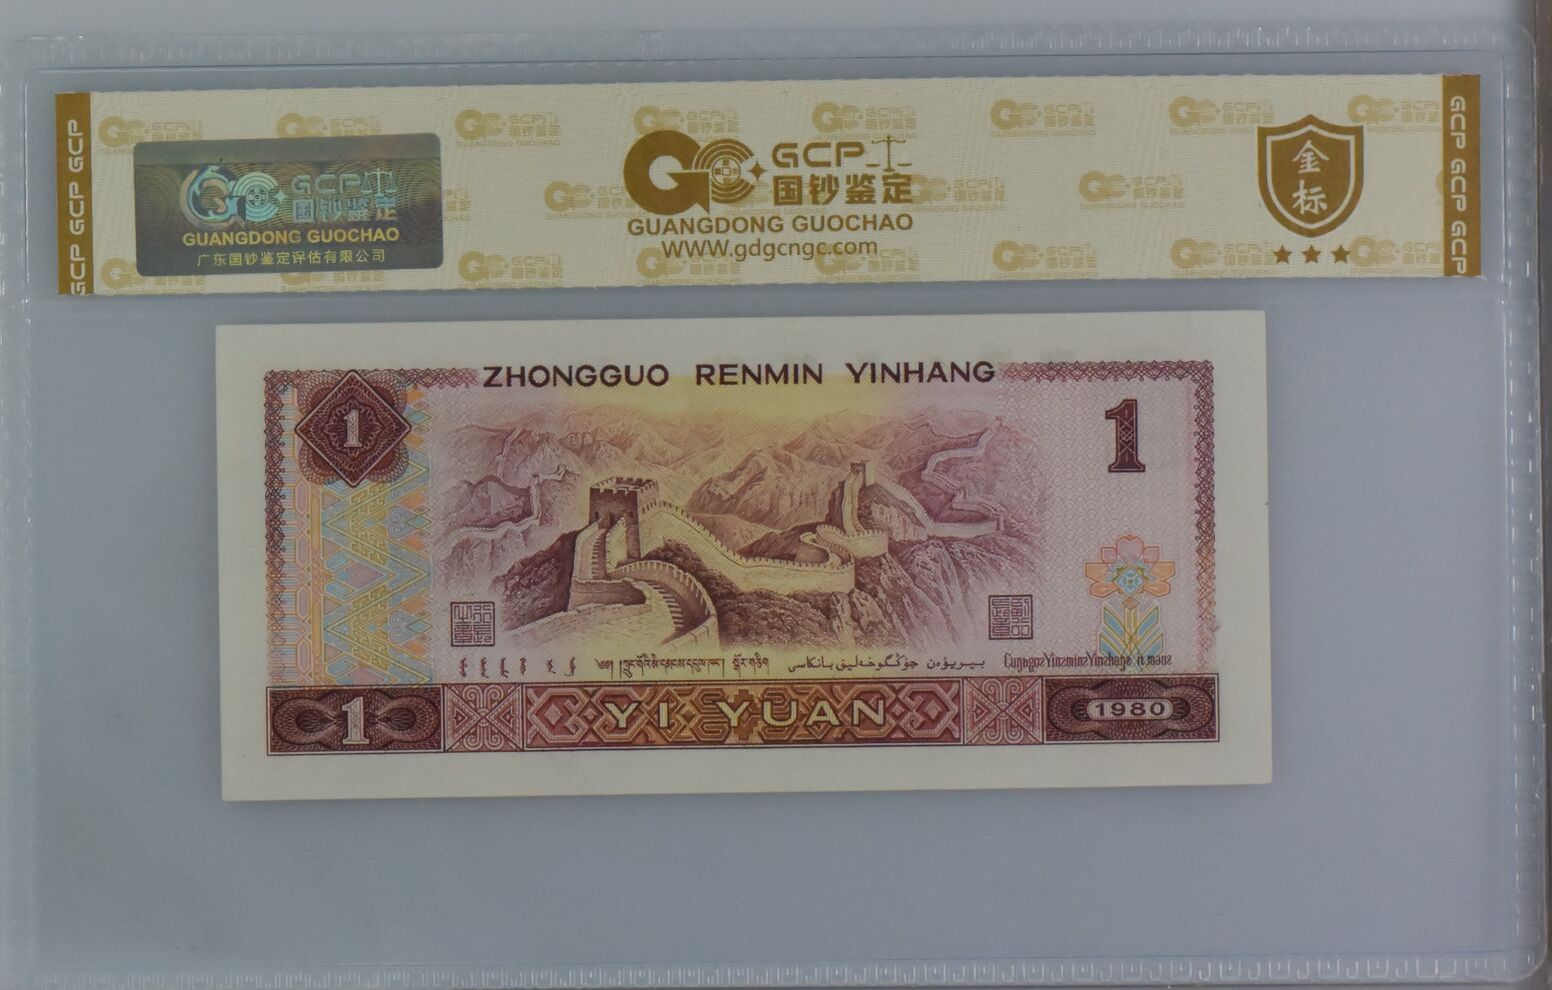 GCP GCP GCP
GCP
国钞鉴定
GUANGDONG GUOCHAO
广东国钞鉴定评估有限公司
GCP
国钞鉴定
GUANGDONG GUOCHAO
WWW.gdgcngc.com
金
标
GCP GCP GCP GCP
ZHONGGUO RENMIN YINHANG
1
1
YI YUAN
1
1980